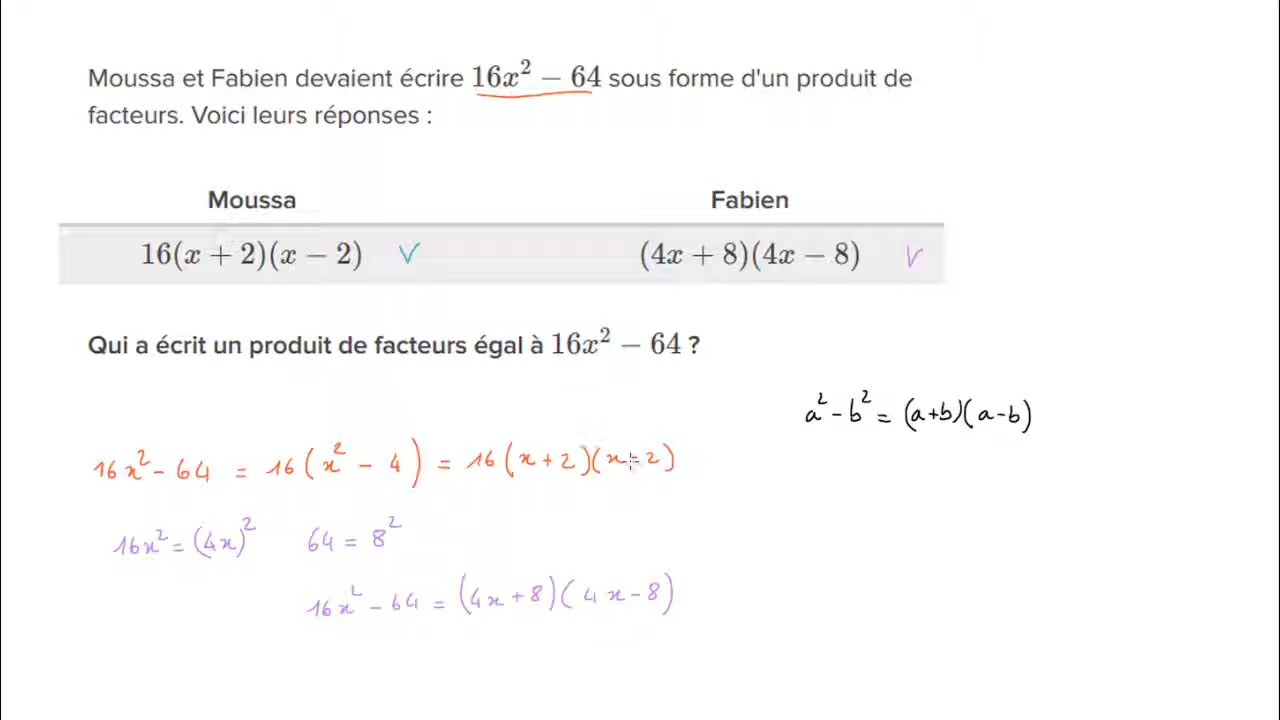 Moussa et Fabien devaient écrire 16x² − 64 sous forme d'un produit de
facteurs. Voici leurs réponses :
Moussa Fabien
16(x + 2)(x − 2) V (4x + 8)(4x − 8) V
Qui a écrit un produit de facteurs égal à 16x² − 64 ?
a² - b² = (a+b)(a-b)
16x² - 64 = 16(x² - 4) = 16(x+2)(x-2)
16x² = (4x)² 64 = 8²
16x² - 64 = (4x+8)(4x-8)